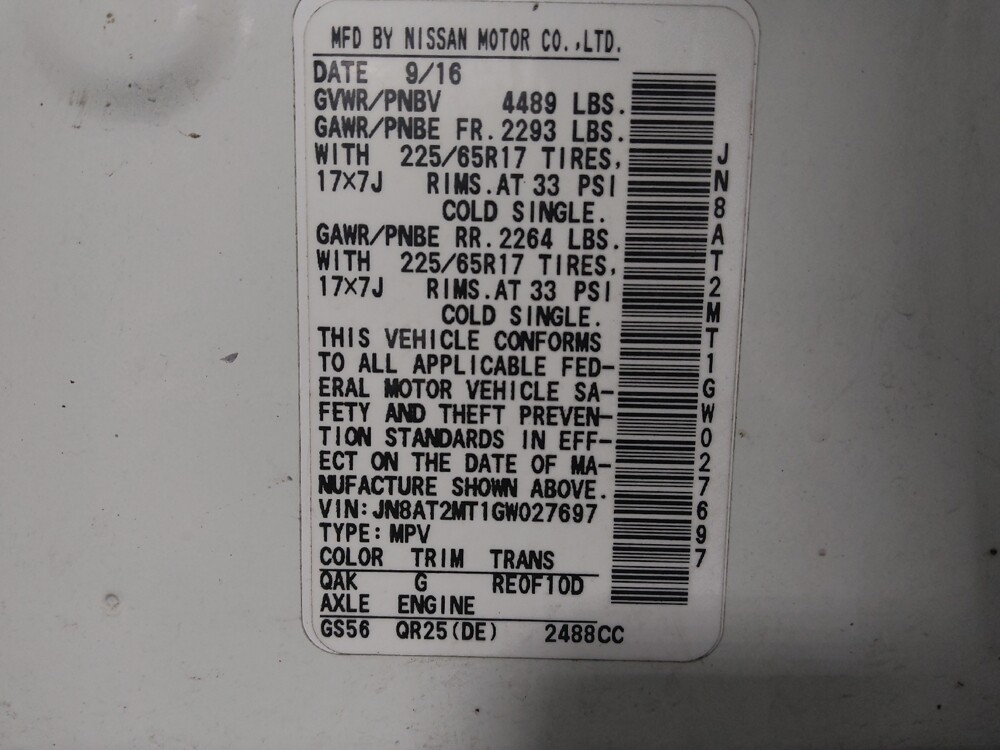 MFD BY NISSAN MOTOR CO.,LTD.
DATE 9/16
GVWR/PNBV 4489 LBS.
GAWR/PNBE FR. 2293 LBS.
WITH 225/65R17 TIRES,
17×7J RIMS.AT 33 PSI
COLD SINGLE.
GAWR/PNBE RR. 2264 LBS.
WITH 225/65R17 TIRES,
17×7J RIMS.AT 33 PSI
COLD SINGLE.
THIS VEHICLE CONFORMS
TO ALL APPLICABLE FED-
ERAL MOTOR VEHICLE SA-
FETY AND THEFT PREVEN-
TION STANDARDS IN EFF-
ECT ON THE DATE OF MA-
NUFACTURE SHOWN ABOVE.
VIN:JN8AT2MT1GW027697
TYPE:MPV
COLOR TRIM TRANS
QAK G RE0F10D
AXLE ENGINE
GS56 QR25(DE) 2488CC
JN8AT2MT1GW027697